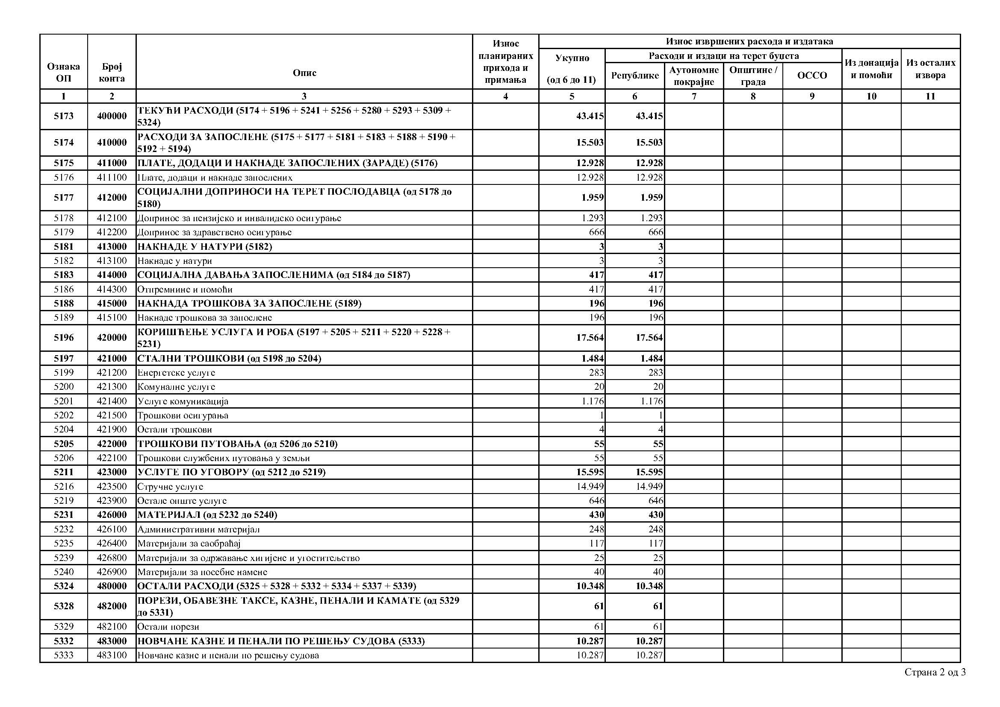 Ознака ОП | Број конта | Опис | Износ планираних прихода и примања | Износ извршених расхода и издатака
Укупно (од 6 до 11) | Расходи и издаци на терет буџета | Из донација и помоћи | Из осталих извора
Републике | Аутономне покрајне | Општине / града | ОССО
1 | 2 | 3 | 4 | 5 | 6 | 7 | 8 | 9 | 10 | 11
5173 | 400000 | ТЕКУЋИ РАСХОДИ (5174 + 5196 + 5241 + 5256 + 5280 + 5293 + 5309 + 5324) | 43.415 | 43.415
5174 | 410000 | РАСХОДИ ЗА ЗАПОСЛЕНЕ (5175 + 5177 + 5181 + 5183 + 5188 + 5190 + 5192 + 5194) | 15.503 | 15.503
5175 | 411000 | ПЛАТЕ, ДОДАЦИ И НАКНАДЕ ЗАПОСЛЕНИХ (ЗАРАДЕ) (5176) | 12.928 | 12.928
5176 | 411100 | Плате, додаци и накнаде запослених | 12.928 | 12.928
5177 | 412000 | СОЦИЈАЛНИ ДОПРИНОСИ НА ТЕРЕТ ПОСЛОДАВЦА (од 5178 до 5180) | 1.959 | 1.959
5178 | 412100 | Допринос за пензијско и инвалидско осигурање | 1.293 | 1.293
5179 | 412200 | Допринос за здравствено осигурање | 666 | 666
5181 | 413000 | НАКНАДЕ У НАТУРИ (5182) | 3 | 3
5182 | 413100 | Накнаде у натури | 3 | 3
5183 | 414000 | СОЦИЈАЛНА ДАВАЊА ЗАПОСЛЕНИМА (од 5184 до 5187) | 417 | 417
5186 | 414300 | Отпремнине и помоћи | 417 | 417
5188 | 415000 | НАКНАДА ТРОШКОВА ЗА ЗАПОСЛЕНЕ (5189) | 196 | 196
5189 | 415100 | Накнаде трошкова за запослене | 196 | 196
5196 | 420000 | КОРИШЋЕЊЕ УСЛУГА И РОБА (5197 + 5205 + 5211 + 5220 + 5228 + 5231) | 17.564 | 17.564
5197 | 421000 | СТАЛНИ ТРОШКОВИ (од 5198 до 5204) | 1.484 | 1.484
5199 | 421200 | Енергетске услуге | 283 | 283
5200 | 421300 | Комуналне услуге | 20 | 20
5201 | 421400 | Услуге комуникација | 1.176 | 1.176
5202 | 421500 | Трошкови осигурања | 1 | 1
5204 | 421900 | Остали трошкови | 4 | 4
5205 | 422000 | ТРОШКОВИ ПУТОВАЊА (од 5206 до 5210) | 55 | 55
5206 | 422100 | Трошкови службених путовања у земљи | 55 | 55
5211 | 423000 | УСЛУГЕ ПО УГОВОРУ (од 5212 до 5219) | 15.595 | 15.595
5216 | 423500 | Стручне услуге | 14.949 | 14.949
5219 | 423900 | Остале опште услуге | 646 | 646
5231 | 426000 | МАТЕРИЈАЛ (од 5232 до 5240) | 430 | 430
5232 | 426100 | Административни материјал | 248 | 248
5235 | 426400 | Материјали за саобраћај | 117 | 117
5239 | 426800 | Материјали за одржавање хигијене и угоститељство | 25 | 25
5240 | 426900 | Материјали за посебне намене | 40 | 40
5324 | 480000 | ОСТАЛИ РАСХОДИ (5325 + 5328 + 5332 + 5334 + 5337 + 5339) | 10.348 | 10.348
5328 | 482000 | ПОРЕЗИ, ОБАВЕЗНЕ ТАКСЕ, КАЗНЕ, ПЕНАЛИ И КАМАТЕ (од 5329 до 5331) | 61 | 61
5329 | 482100 | Остали порези | 61 | 61
5332 | 483000 | НОВЧАНЕ КАЗНЕ И ПЕНАЛИ ПО РЕШЕЊУ СУДОВА (5333) | 10.287 | 10.287
5333 | 483100 | Новчане казне и пенали по решењу судова | 10.287 | 10.287
Страна 2 од 3